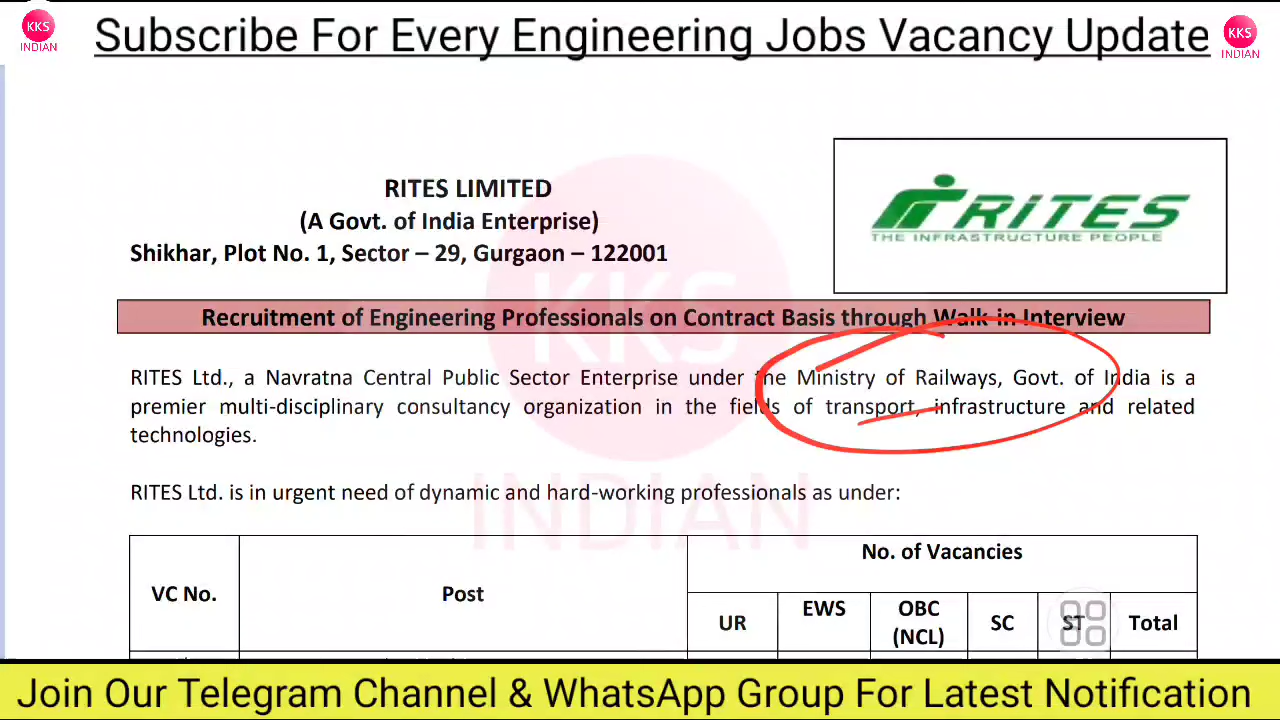 KKS
INDIAN
Subscribe For Every Engineering Jobs Vacancy Update
KKS
INDIAN
RITES LIMITED
(A Govt. of India Enterprise)
Shikhar, Plot No. 1, Sector – 29, Gurgaon – 122001
RITES
THE INFRASTRUCTURE PEOPLE
Recruitment of Engineering Professionals on Contract Basis through Walk-in Interview
RITES Ltd., a Navratna Central Public Sector Enterprise under the Ministry of Railways, Govt. of India is a
premier multi-disciplinary consultancy organization in the fields of transport, infrastructure and related
technologies.
KKS
INDIAN
RITES Ltd. is in urgent need of dynamic and hard-working professionals as under:
VC No.
Post
No. of Vacancies
UR
EWS
OBC
(NCL)
SC
ST
Total
Join Our Telegram Channel & WhatsApp Group For Latest Notification